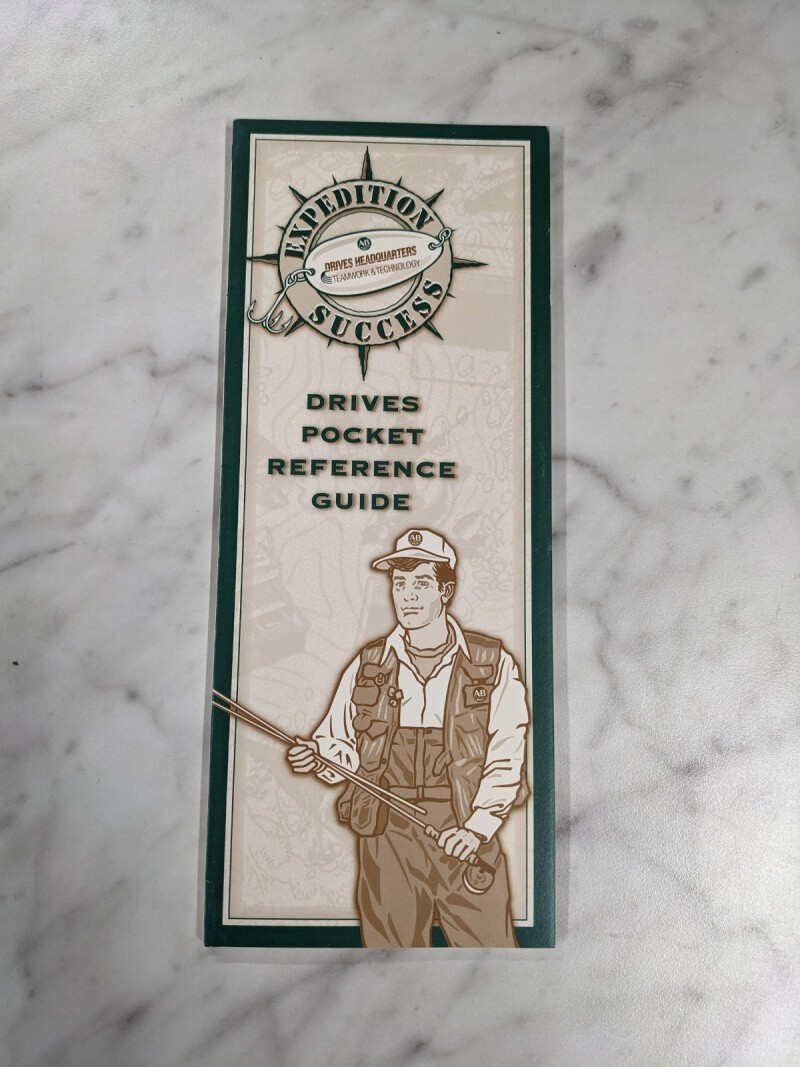 EXPEDITION
AB
DRIVES HEADQUARTERS
TEAMWORK & TECHNOLOGY
SUCCESS
DRIVES
POCKET
REFERENCE
GUIDE
AB
AB